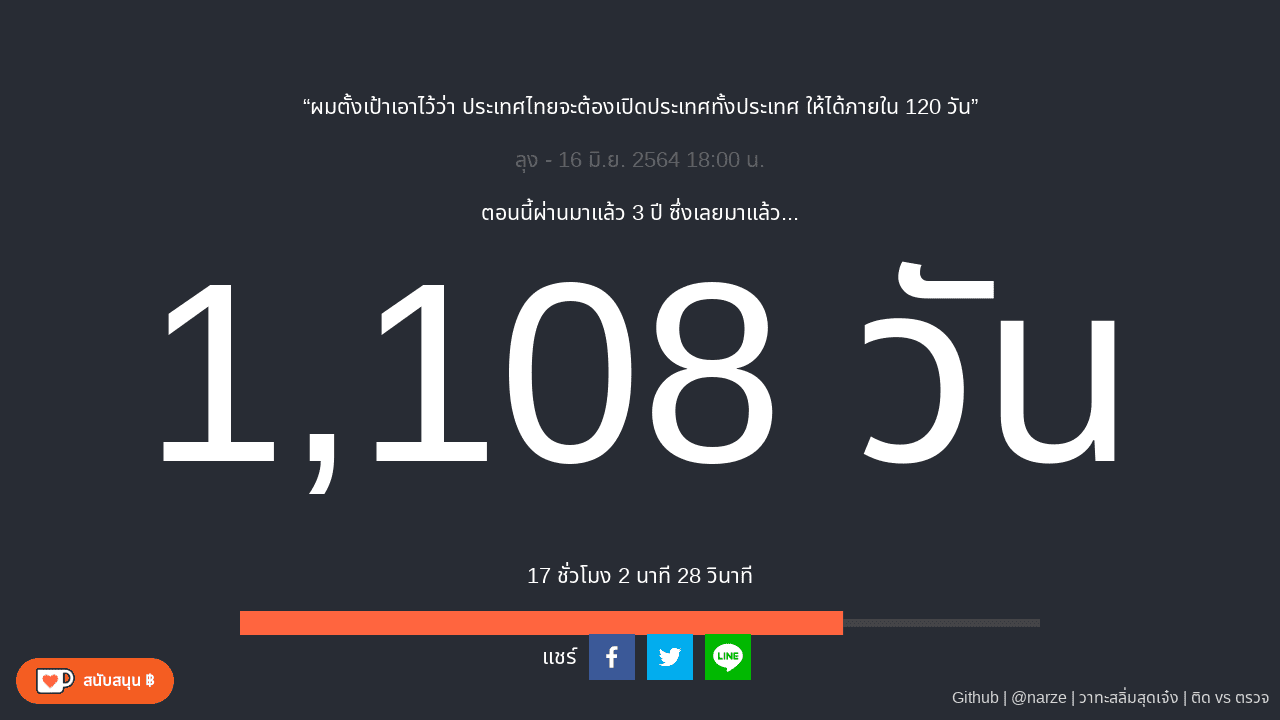 “ผมตั้งเป้าเอาไว้ว่า ประเทศไทยจะต้องเปิดประเทศทั้งประเทศ ให้ได้ภายใน 120 วัน”
ลุง - 16 มิ.ย. 2564 18:00 น.
ตอนนี้ผ่านมาแล้ว 3 ปี ซึ่งเลยมาแล้ว...
1,108 วัน
17 ชั่วโมง 2 นาที 28 วินาที
แชร์
LINE
สนับสนุน ฿
Github | @narze | วาทะสลิ่มสุดเจ๋ง | ติด vs ตรวจ